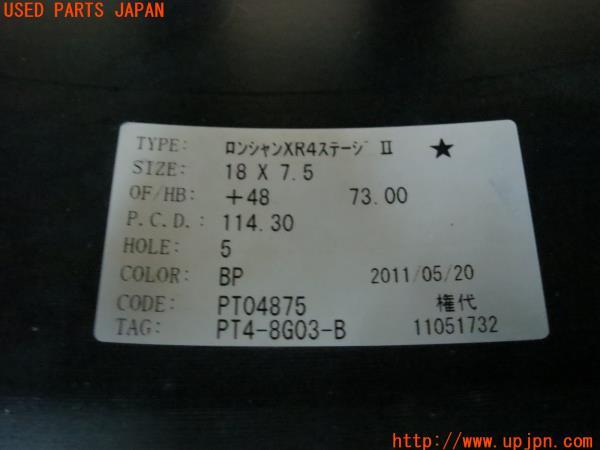 USED PARTS JAPAN
TYPE: ロンシャンXR4ステージ II ★
SIZE: 18 X 7.5
OF/HB: +48 73.00
P.C.D.: 114.30
HOLE: 5
COLOR: BP 2011/05/20
CODE: PT04875 権代
TAG: PT4-8G03-B 11051732
http://www.upjpn.com/